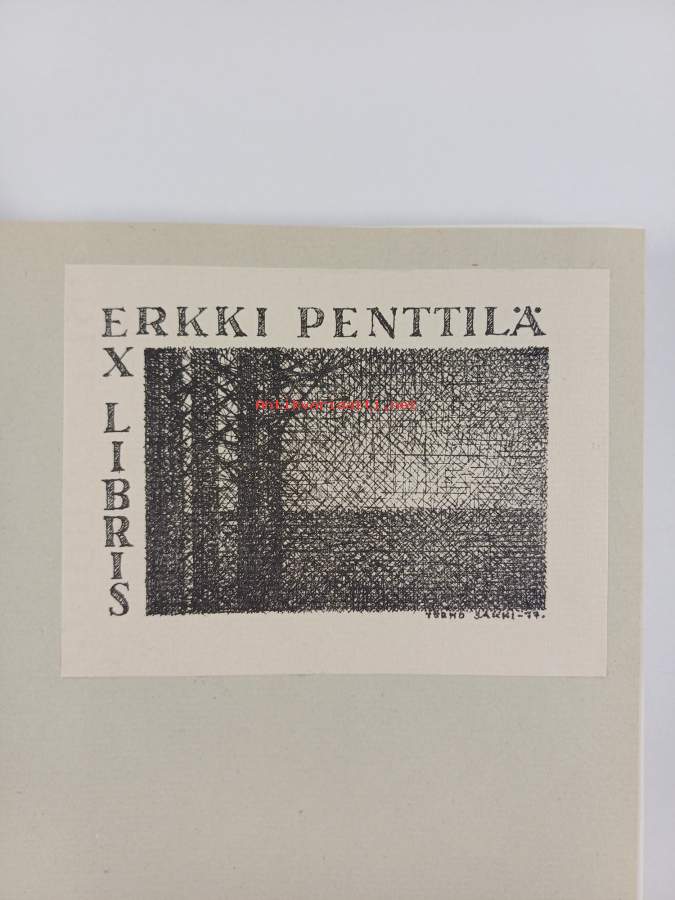 ERKKI PENTTILÄ
EX LIBRIS
Antikvariaatti.net